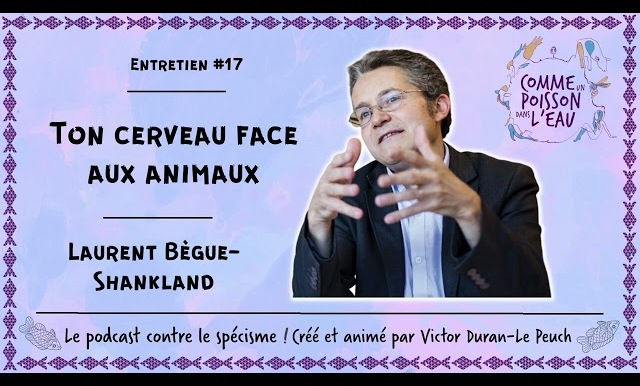 Entretien #17
Ton cerveau face
aux animaux
Laurent Bègue-
Shankland
COMME UN
POISSON
DANS L'EAU
Le podcast contre le spécisme ! Créé et animé par Victor Duran-Le Peuch